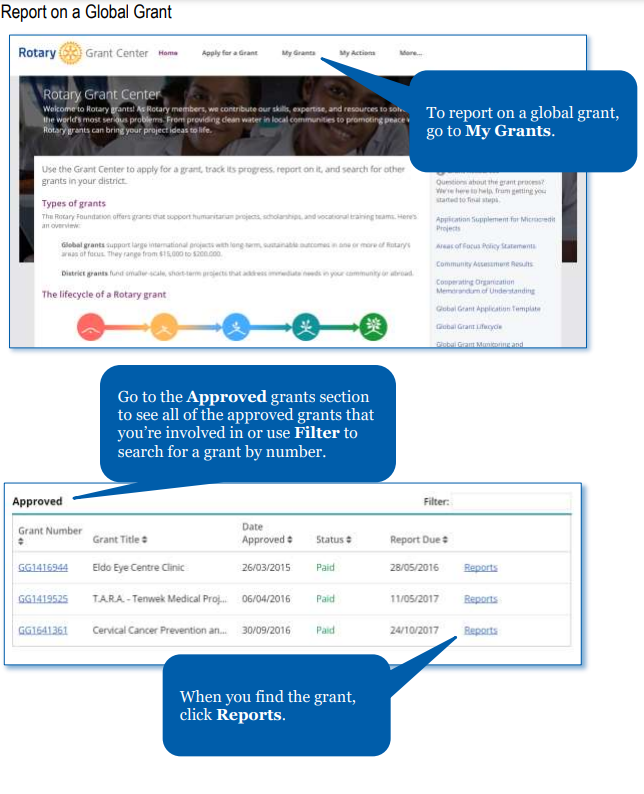 Report on a Global Grant
Rotary Grant Center Home Apply for a Grant My Grants My Actions More...
Rotary Grant Center
Welcome to Rotary grants! As Rotary members, we contribute our skills, expertise, and resources to solve
the world's most serious problems. From providing clean water in local communities to promoting peace
Rotary grants can bring your project ideas to life.
To report on a global grant,
go to My Grants.
Use the Grant Center to apply for a grant, track its progress, report on it, and search for other
grants in your district.
Types of grants
The Rotary Foundation offers grants that support humanitarian projects, scholarships, and vocational training teams. Here's
an overview:
Global grants support large international projects with long-term, sustainable outcomes in one or more of Rotary's
areas of focus. They range from $15,000 to $200,000.
District grants fund smaller-scale, short-term projects that address immediate needs in your community or abroad.
The lifecycle of a Rotary grant
Questions about the grant process?
We're here to help, from getting you
started to final steps.
Application Supplement for Microcredit
Projects
Areas of Focus Policy Statements
Community Assessment Results
Cooperating Organization
Memorandum of Understanding
Global Grant Application Template
Global Grant Lifecycle
Global Grant Monitoring and
Go to the Approved grants section
to see all of the approved grants that
you're involved in or use Filter to
search for a grant by number.
Approved Filter:
Grant Number Grant Title Date Approved Status Report Due
GG1416944 Eldo Eye Centre Clinic 26/03/2015 Paid 28/05/2016 Reports
GG1419525 T.A.R.A. - Tenwek Medical Proj... 06/04/2016 Paid 11/05/2017 Reports
GG1641361 Cervical Cancer Prevention an... 30/09/2016 Paid 24/10/2017 Reports
When you find the grant,
click Reports.